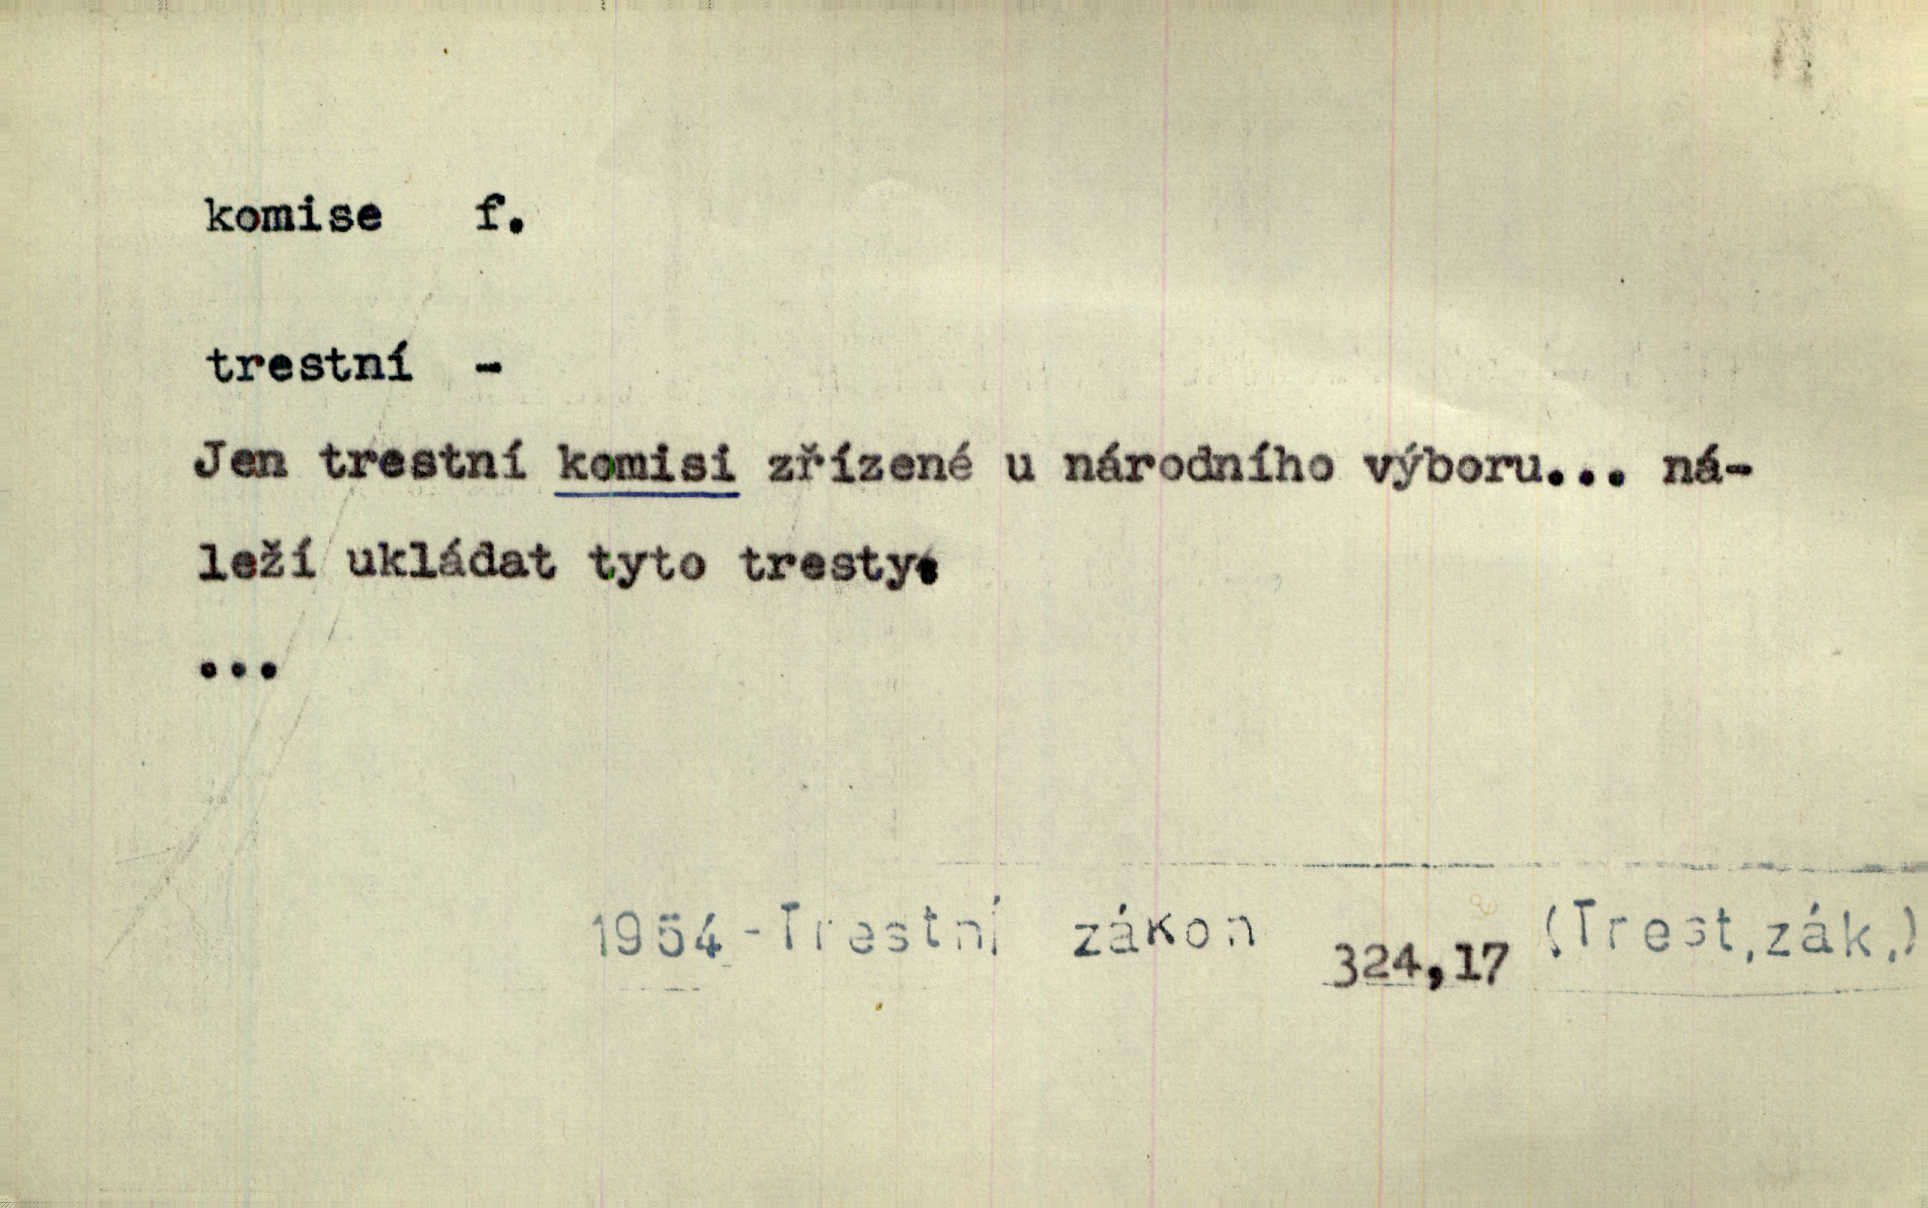 komise f.
trestní -
Jen trestní komisi zřízené u národního výboru... ná-
leží ukládat tyto tresty.
...
1954-Trestní zákon 324,17 (Trest.zák.)